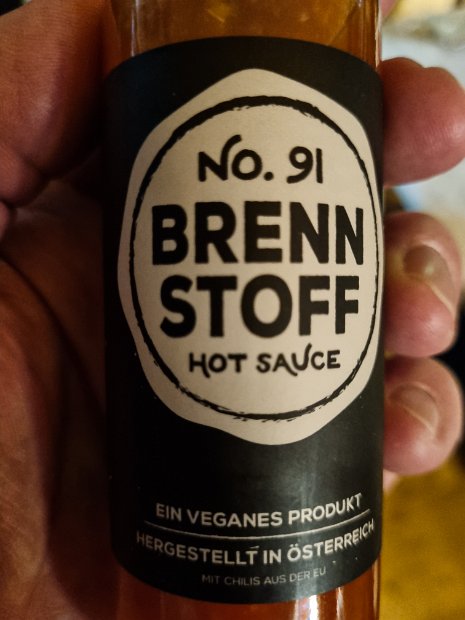 NO. 91
BRENN
STOFF
HOT SAUCE
EIN VEGANES PRODUKT
HERGESTELLT IN ÖSTERREICH
MIT CHILIS AUS DER EU